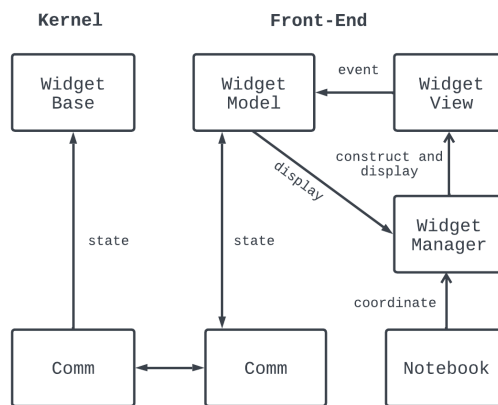 Kernel
Front-End
Widget
Base
Widget
Model
event
Widget
View
construct and
display
display
Widget
Manager
state
state
coordinate
Comm
Comm
Notebook